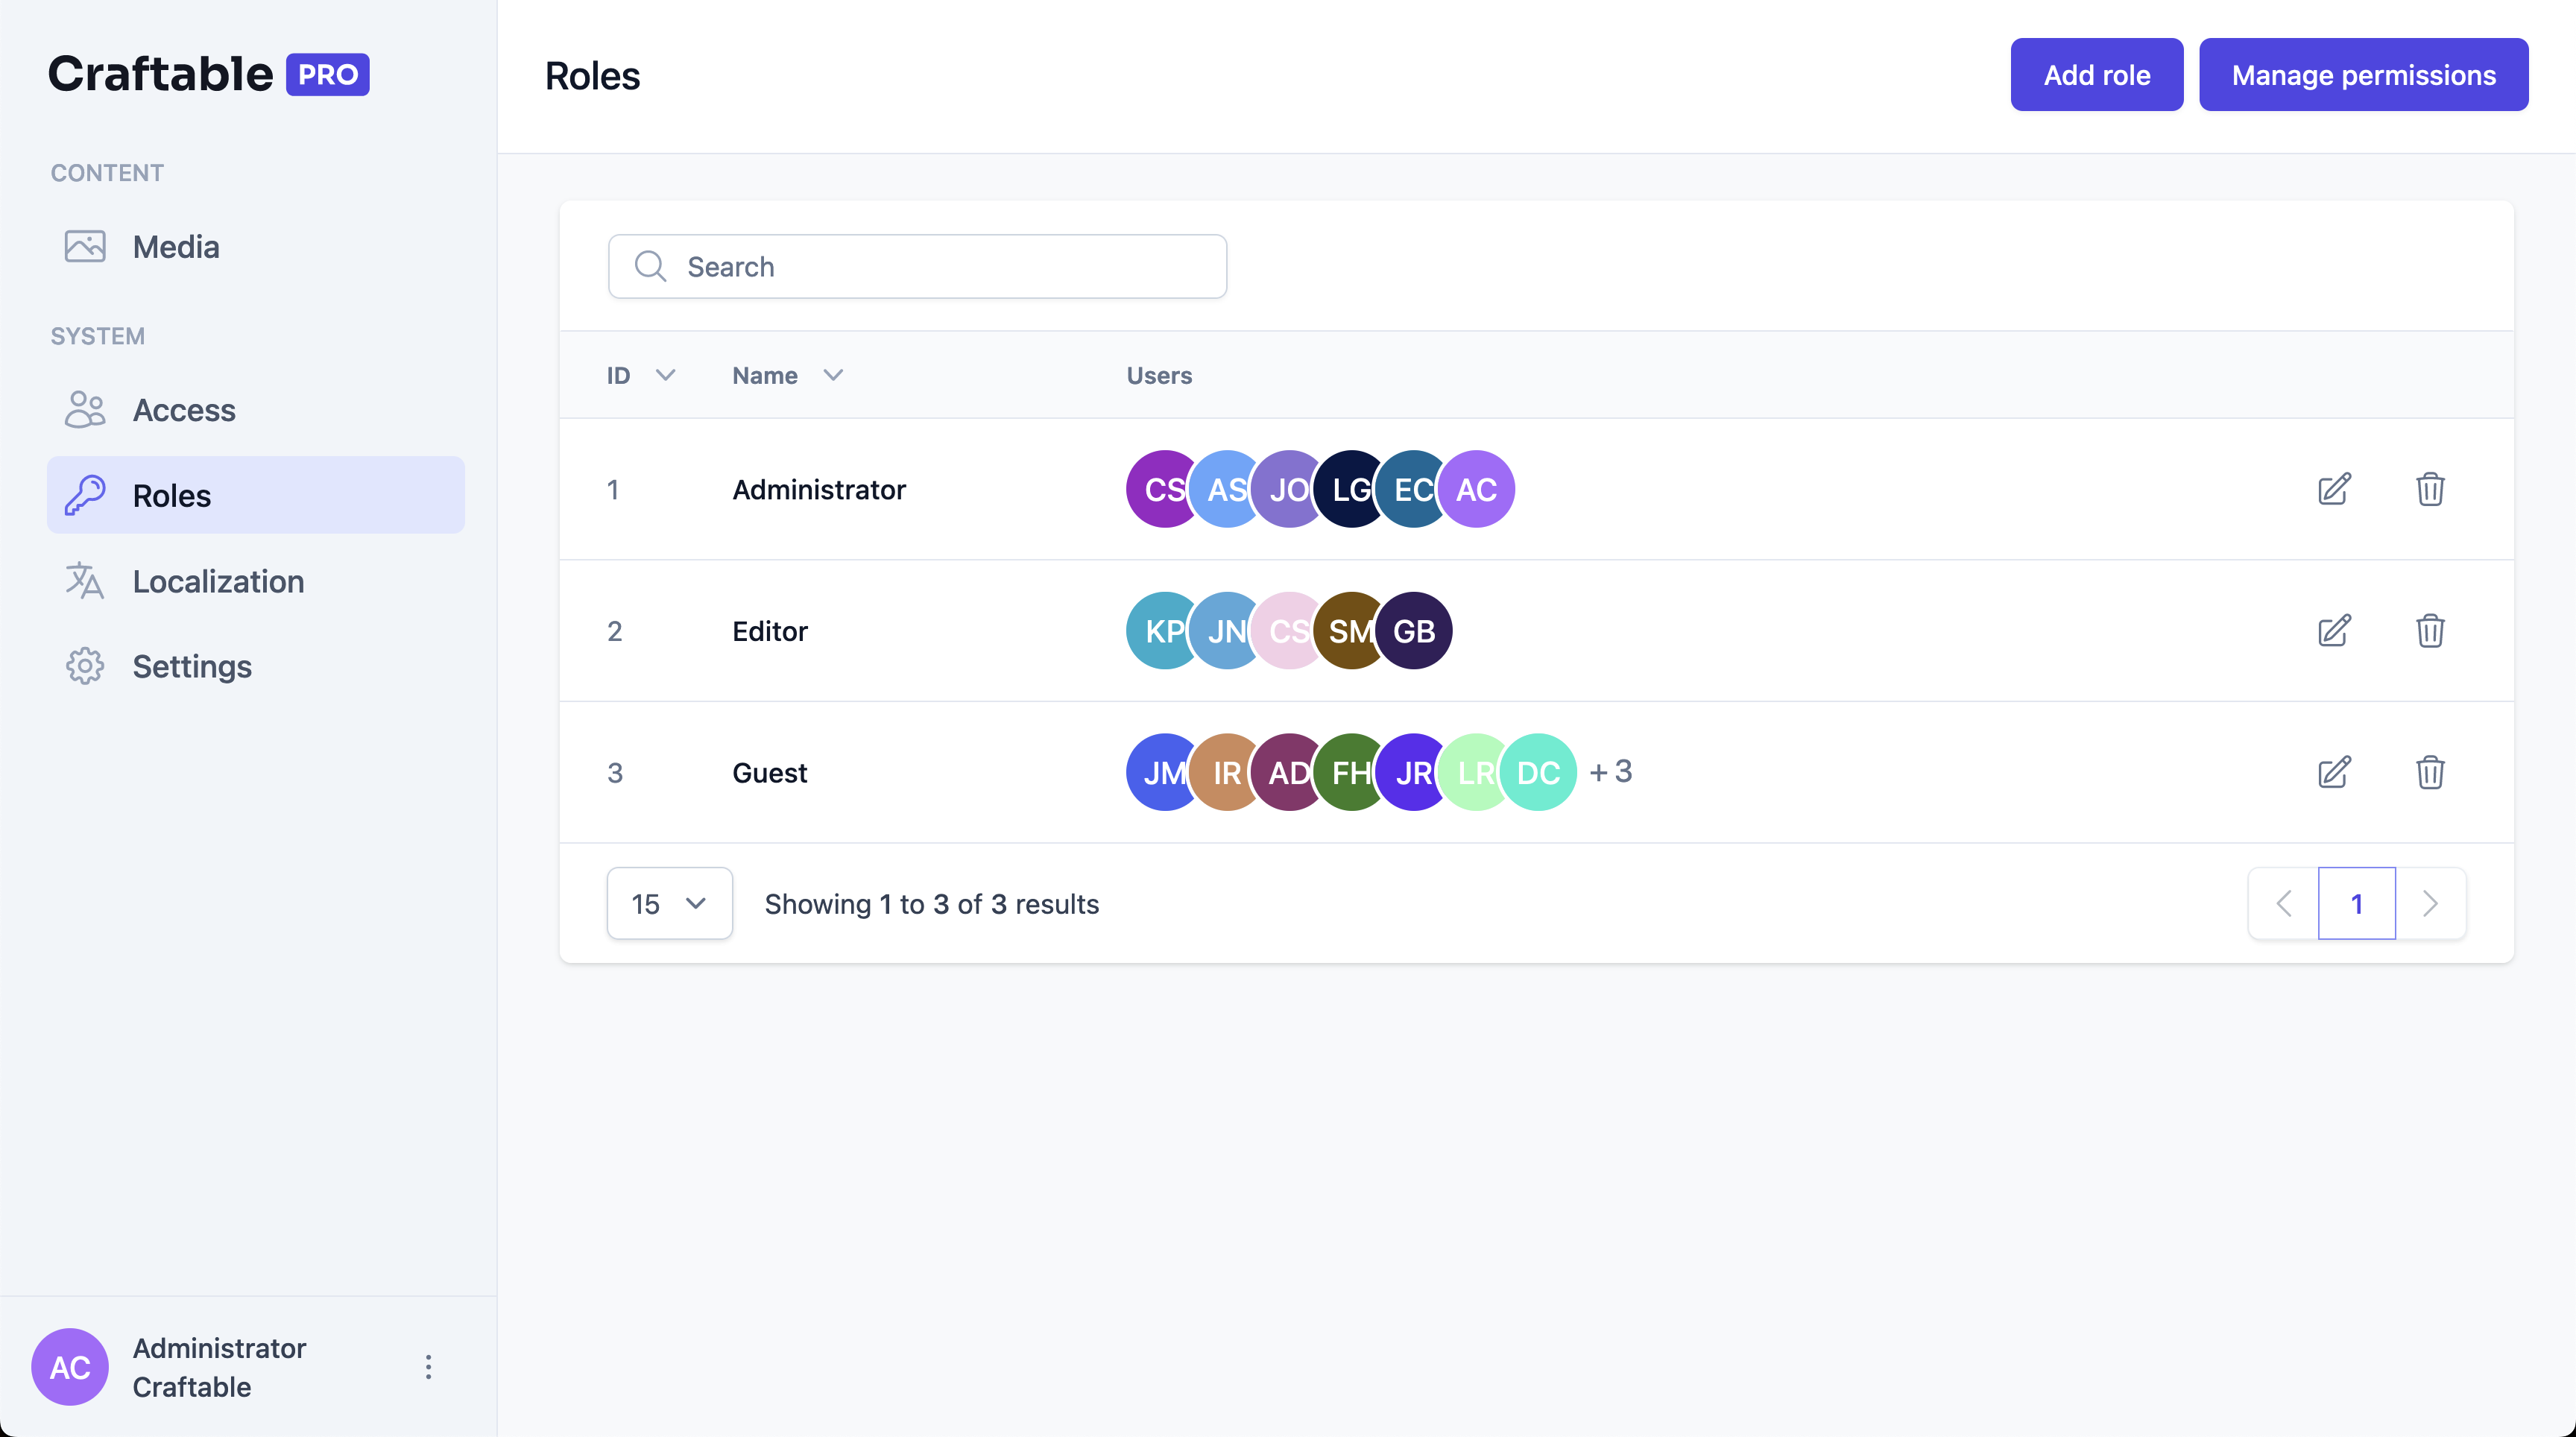 Craftable PRO
CONTENT
Media
SYSTEM
Access
Roles
Localization
Settings
AC
Administrator
Craftable
Roles
Add role
Manage permissions
Search
ID Name Users
1 Administrator CS AS JO LG EC AC
2 Editor KP JN CS SM GB
3 Guest JM IR AD FH JR LR DC + 3
15 Showing 1 to 3 of 3 results 1